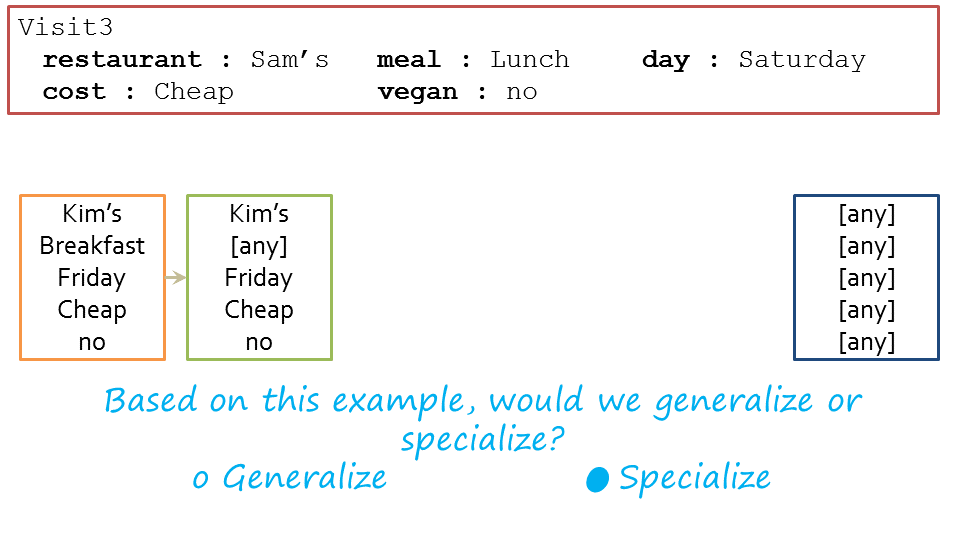 Visit3
restaurant : Sam’s meal : Lunch day : Saturday
cost : Cheap vegan : no
Kim’s
Breakfast
Friday
Cheap
no
Kim’s
[any]
Friday
Cheap
no
[any]
[any]
[any]
[any]
[any]
Based on this example, would we generalize or
specialize?
o Generalize ● Specialize